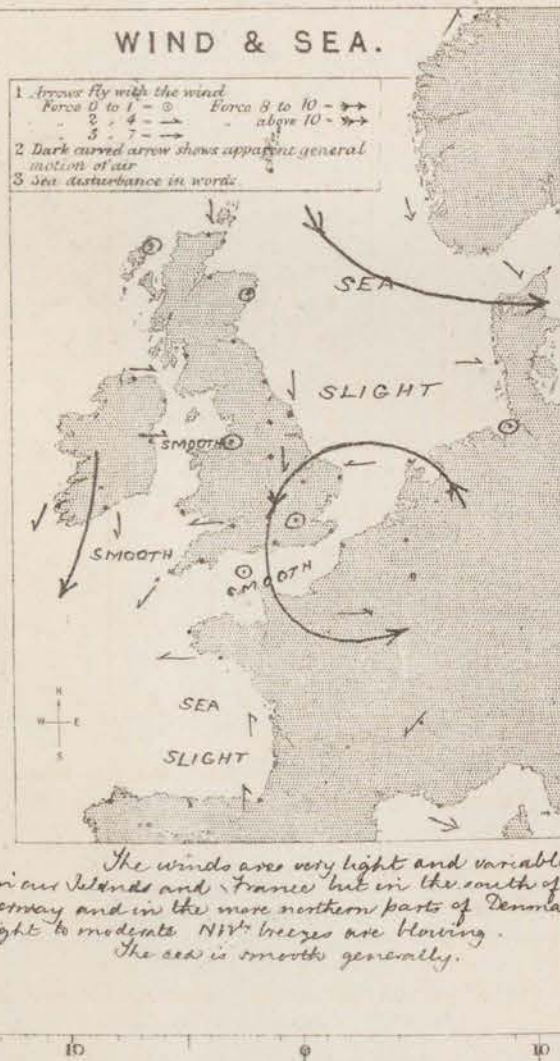 WIND & SEA.
1 Arrows fly with the wind
Force 0 to 1 - ⊙ Force 8 to 10 -
" 2 " 4 - " above 10 -
" 5 " 7 -
2 Dark curved arrow shows apparent general
motion of air
3 Sea disturbance in words
SEA
SLIGHT
SMOOTH
SMOOTH
SMOOTH
SEA
SLIGHT
N
W E
S
The winds are very light and variable
our Islands and France but in the south of
rway and in the more northern parts of Denma
ght to moderate NWly breezes are blowing.
The sea is smooth generally.
10 0 10